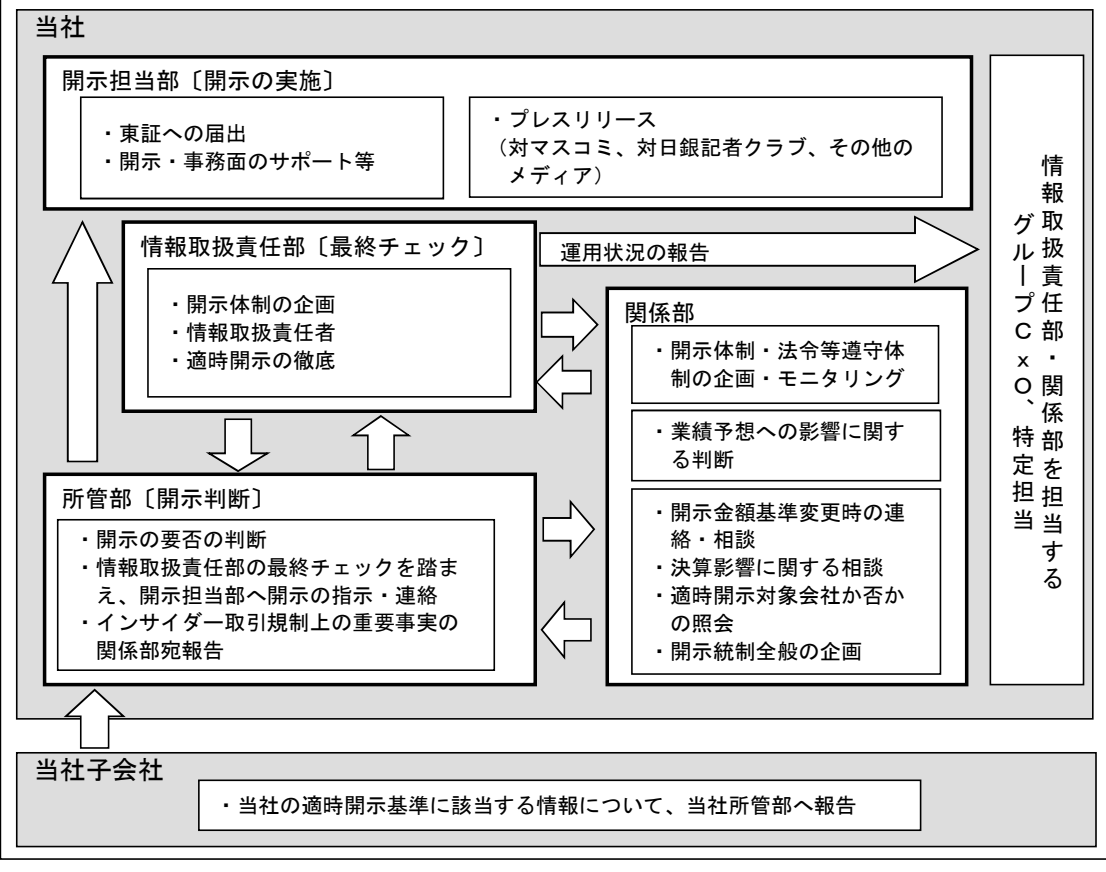 当社
開示担当部〔開示の実施〕
・東証への届出
・開示・事務面のサポート等
・プレスリリース
（対マスコミ、対日銀記者クラブ、その他の
メディア）
情報取扱責任部〔最終チェック〕
・開示体制の企画
・情報取扱責任者
・適時開示の徹底
運用状況の報告
関係部
・開示体制・法令等遵守体
制の企画・モニタリング
・業績予想への影響に関す
る判断
・開示金額基準変更時の連
絡・相談
・決算影響に関する相談
・適時開示対象会社か否か
の照会
・開示統制全般の企画
所管部〔開示判断〕
・開示の要否の判断
・情報取扱責任部の最終チェックを踏ま
え、開示担当部へ開示の指示・連絡
・インサイダー取引規制上の重要事実の
関係部宛報告
情報取扱責任部・関係部を担当する
グループCxO、特定担当
当社子会社
・当社の適時開示基準に該当する情報について、当社所管部へ報告